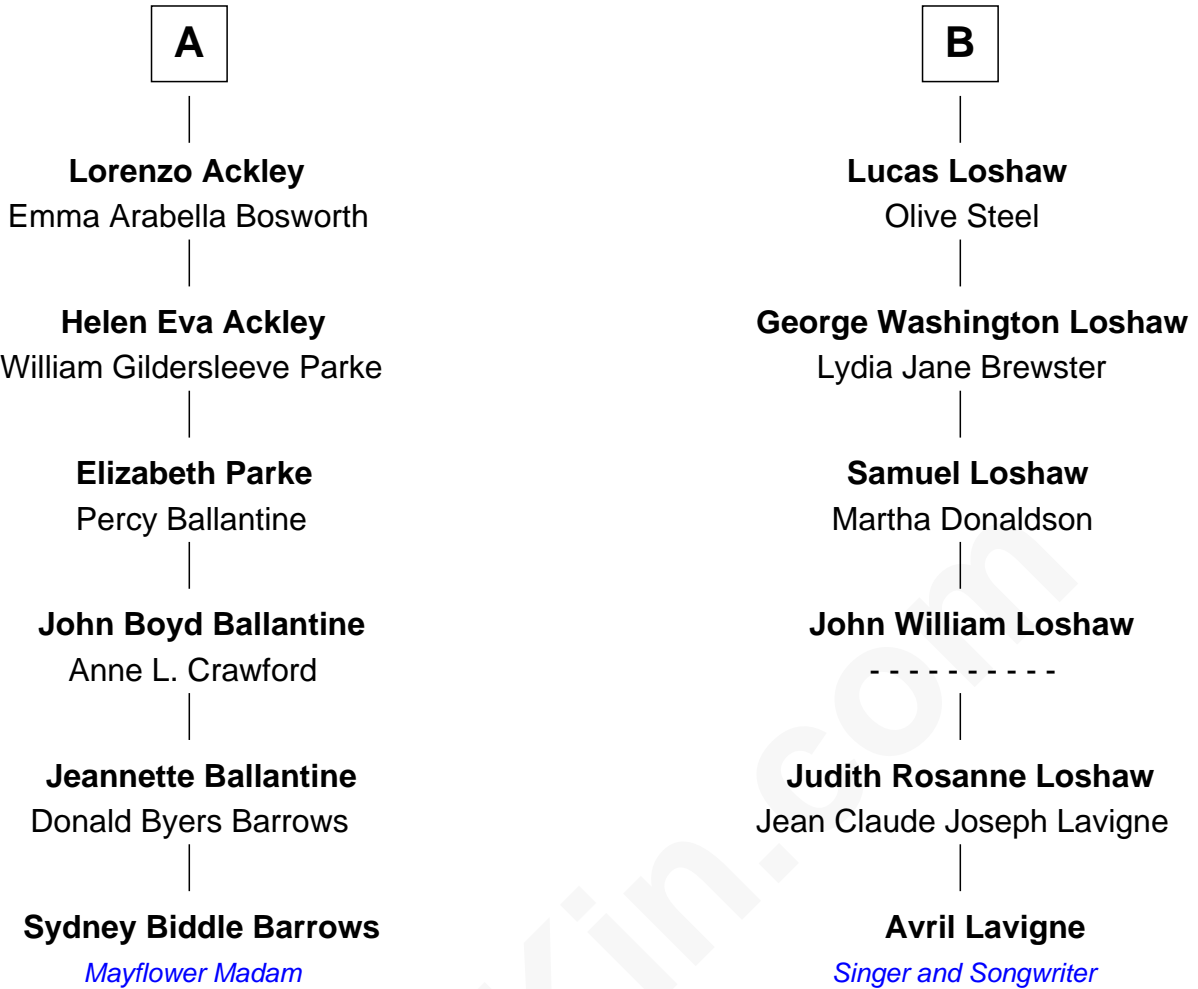 A
B
Lorenzo Ackley
Emma Arabella Bosworth
Lucas Loshaw
Olive Steel
Helen Eva Ackley
William Gildersleeve Parke
George Washington Loshaw
Lydia Jane Brewster
Elizabeth Parke
Percy Ballantine
Samuel Loshaw
Martha Donaldson
John Boyd Ballantine
Anne L. Crawford
John William Loshaw
- - - - - - - - - -
Jeannette Ballantine
Donald Byers Barrows
Judith Rosanne Loshaw
Jean Claude Joseph Lavigne
Sydney Biddle Barrows
Mayflower Madam
Avril Lavigne
Singer and Songwriter
Kin.com